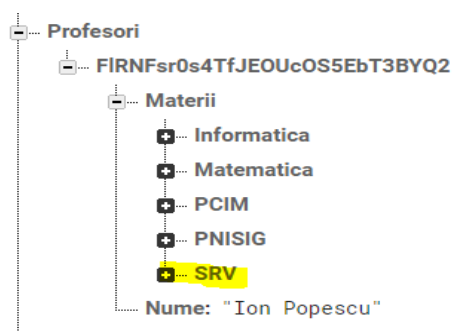 Profesori
FlRNFsr0s4TfJEOUcOS5EbT3BYQ2
Materii
Informatica
Matematica
PCIM
PNISIG
SRV
Nume: "Ion Popescu"